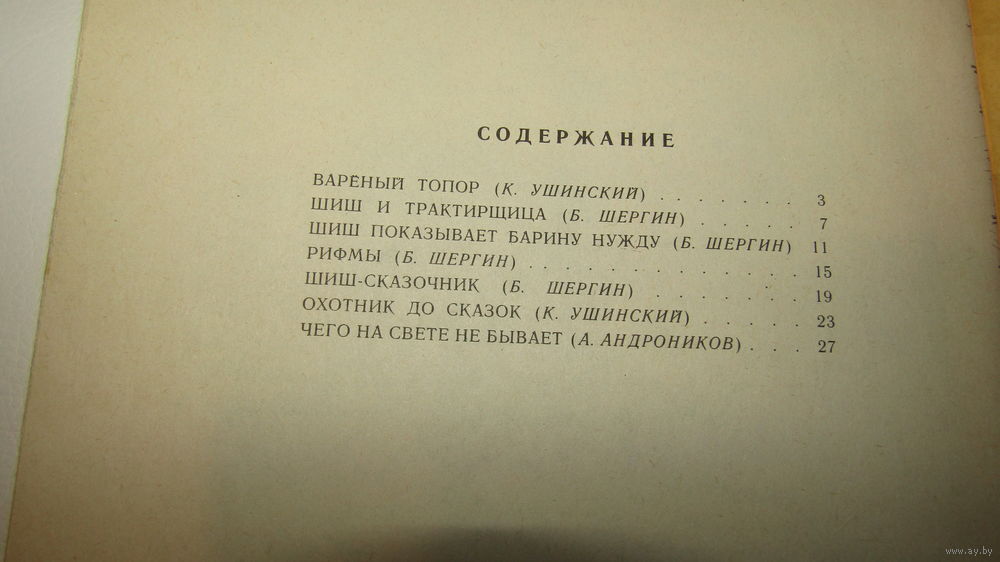 СОДЕРЖАНИЕ
ВАРЁНЫЙ ТОПОР (К. УШИНСКИЙ) . . . . . . . 3
ШИШ И ТРАКТИРЩИЦА (Б. ШЕРГИН) . . . . . 7
ШИШ ПОКАЗЫВАЕТ БАРИНУ НУЖДУ (Б. ШЕРГИН) 11
РИФМЫ (Б. ШЕРГИН) . . . . . . . . . . . . . 15
ШИШ-СКАЗОЧНИК (Б. ШЕРГИН) . . . . . . . 19
ОХОТНИК ДО СКАЗОК (К. УШИНСКИЙ) . . . . . 23
ЧЕГО НА СВЕТЕ НЕ БЫВАЕТ (А. АНДРОНИКОВ) . . . 27
www.ay.by